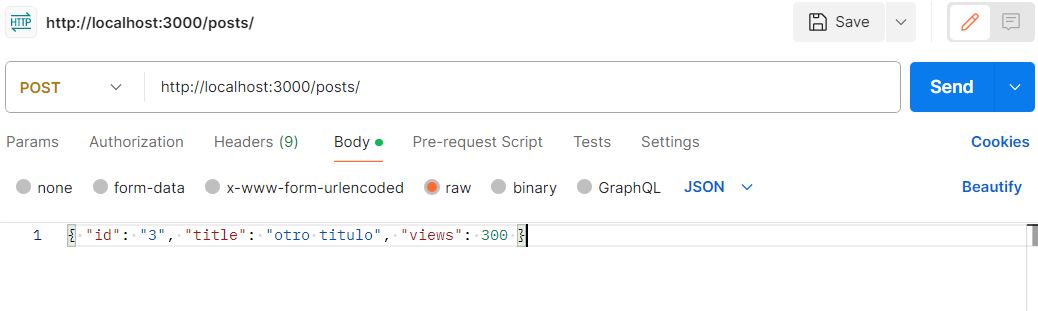 HTTP http://localhost:3000/posts/ Save
POST http://localhost:3000/posts/ Send
Params Authorization Headers (9) Body Pre-request Script Tests Settings Cookies
none form-data x-www-form-urlencoded raw binary GraphQL JSON Beautify
1 { "id": "3", "title": "otro titulo", "views": 300 }